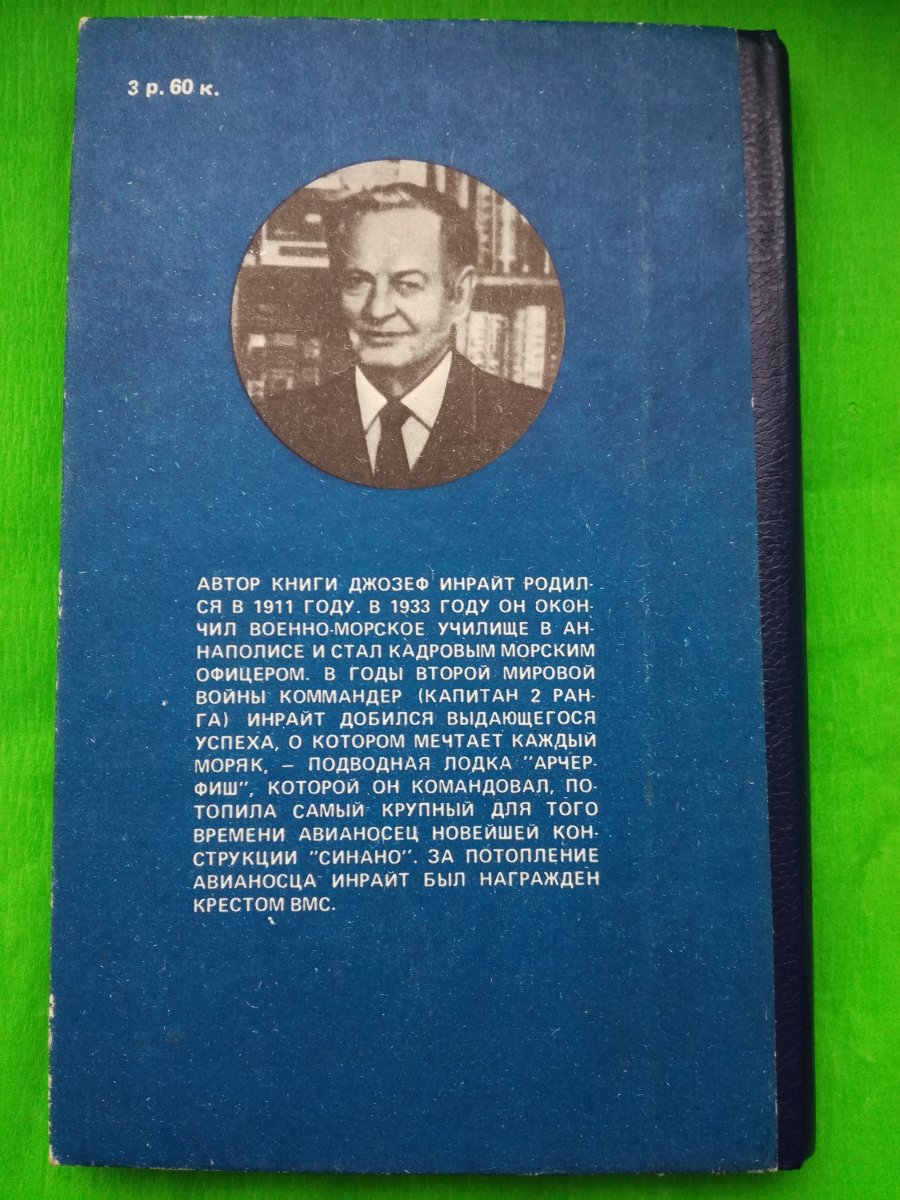 3 р. 60 к.
АВТОР КНИГИ ДЖОЗЕФ ИНРАЙТ РОДИЛ-
СЯ В 1911 ГОДУ. В 1933 ГОДУ ОН ОКОН-
ЧИЛ ВОЕННО-МОРСКОЕ УЧИЛИЩЕ В АН-
НАПОЛИСЕ И СТАЛ КАДРОВЫМ МОРСКИМ
ОФИЦЕРОМ. В ГОДЫ ВТОРОЙ МИРОВОЙ
ВОЙНЫ КОММАНДЕР (КАПИТАН 2 РАН-
ГА) ИНРАЙТ ДОБИЛСЯ ВЫДАЮЩЕГОСЯ
УСПЕХА, О КОТОРОМ МЕЧТАЕТ КАЖДЫЙ
МОРЯК, — ПОДВОДНАЯ ЛОДКА "АРЧЕР-
ФИШ", КОТОРОЙ ОН КОМАНДОВАЛ, ПО-
ТОПИЛА САМЫЙ КРУПНЫЙ ДЛЯ ТОГО
ВРЕМЕНИ АВИАНОСЕЦ НОВЕЙШЕЙ КОН-
СТРУКЦИИ "СИНАНО". ЗА ПОТОПЛЕНИЕ
АВИАНОСЦА ИНРАЙТ БЫЛ НАГРАЖДЕН
КРЕСТОМ ВМС.